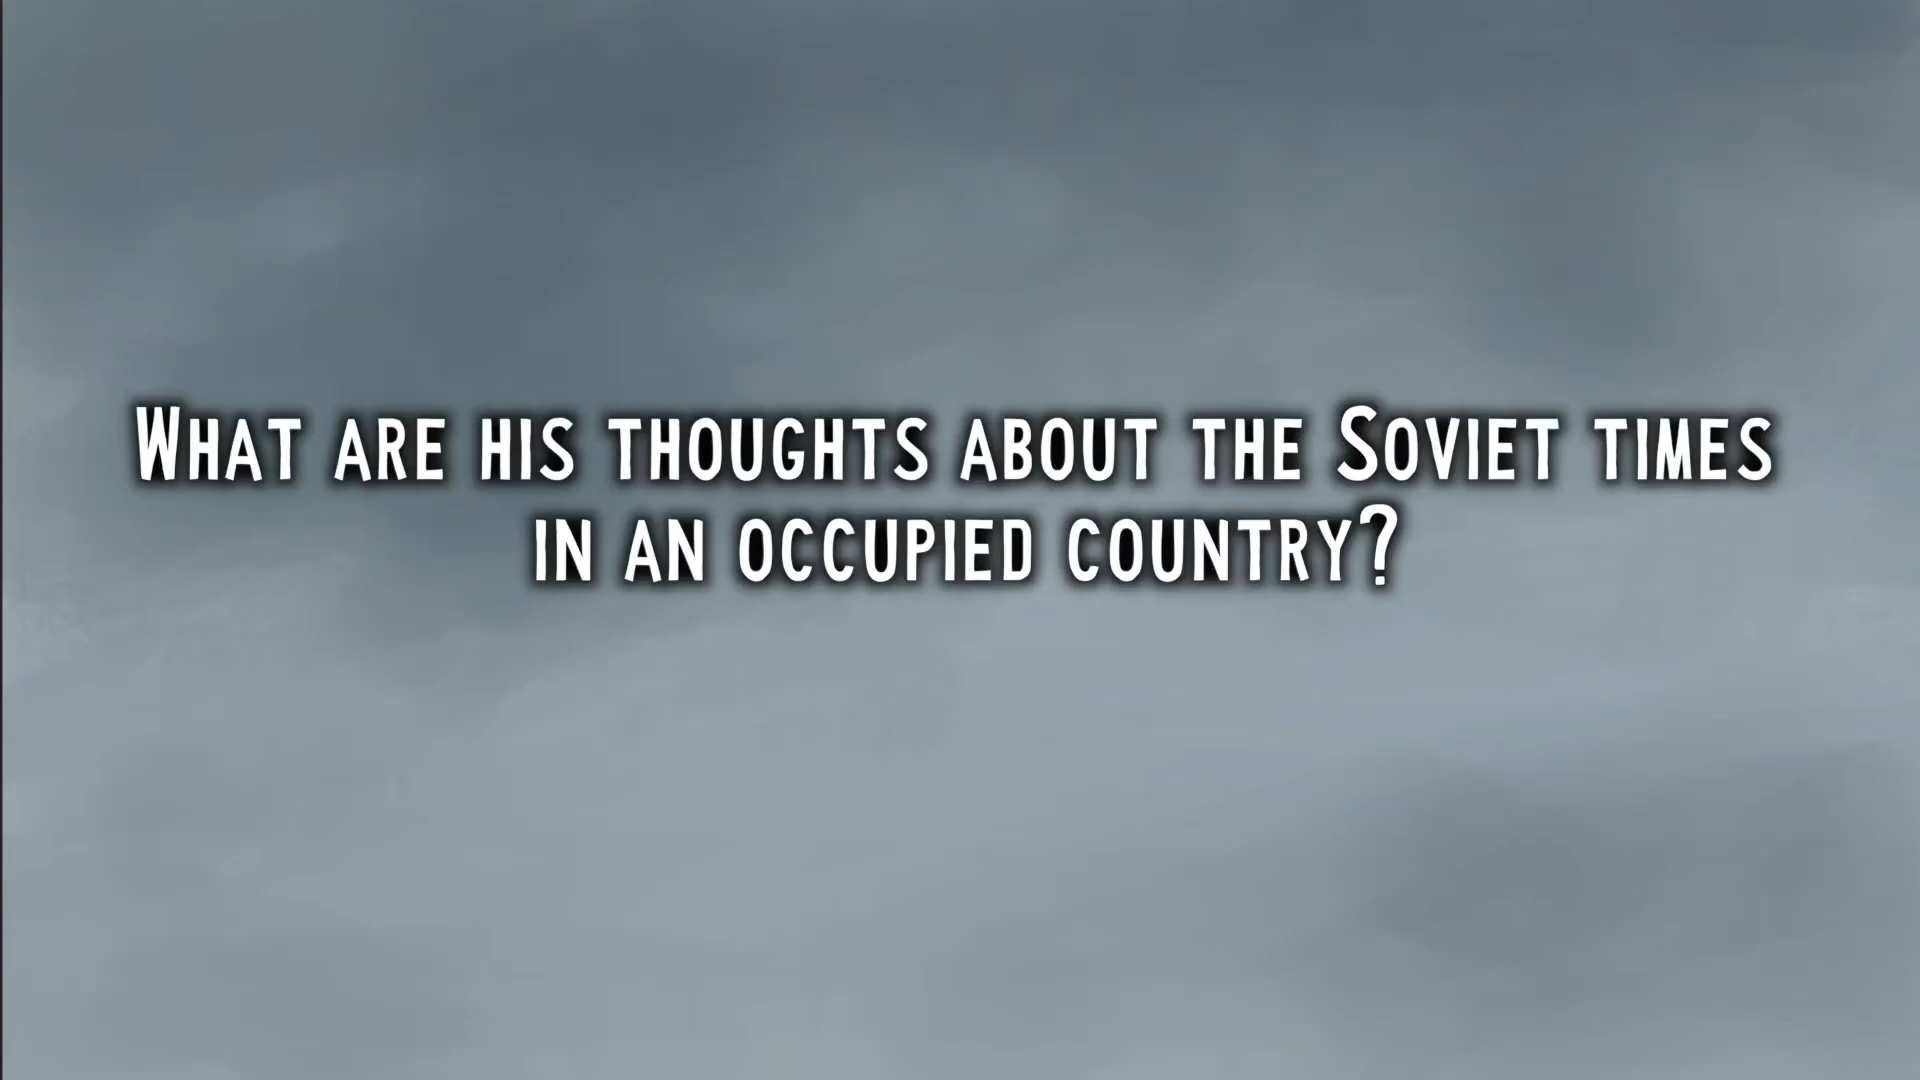 What are his thoughts about the Soviet times
in an occupied country?